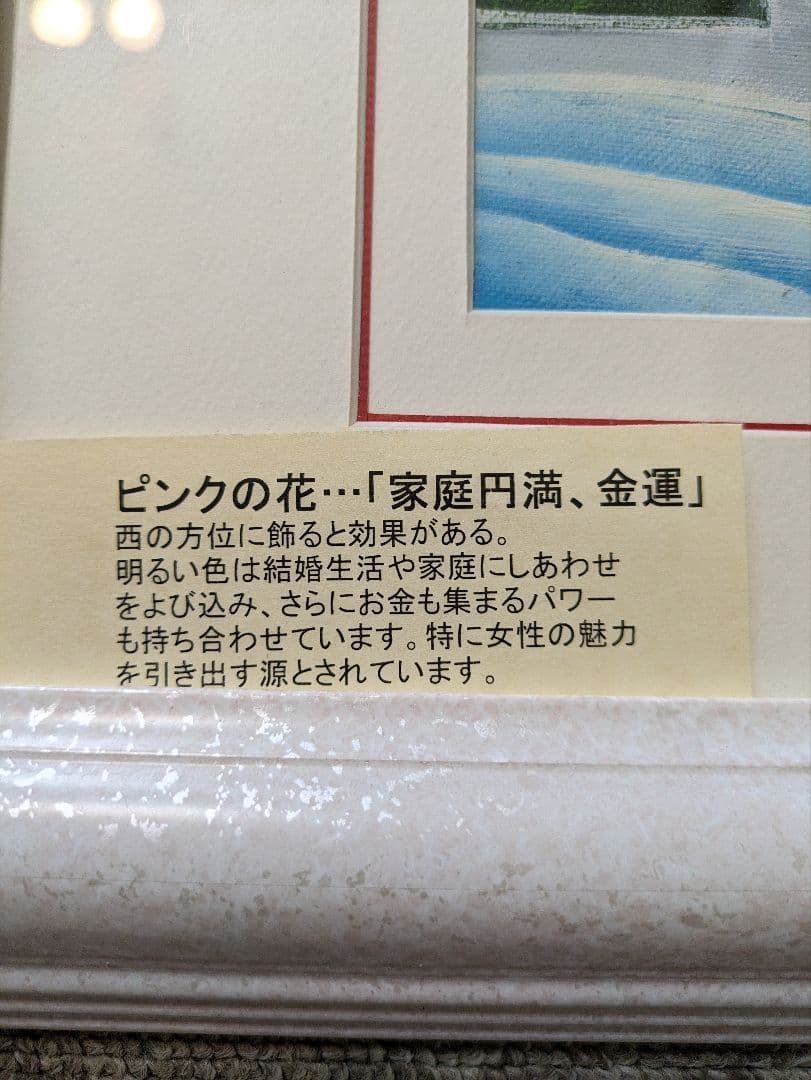 ピンクの花…「家庭円満、金運」
西の方位に飾ると効果がある。
明るい色は結婚生活や家庭にしあわせ
をよび込み、さらにお金も集まるパワー
も持ち合わせています。特に女性の魅力
を引き出す源とされています。